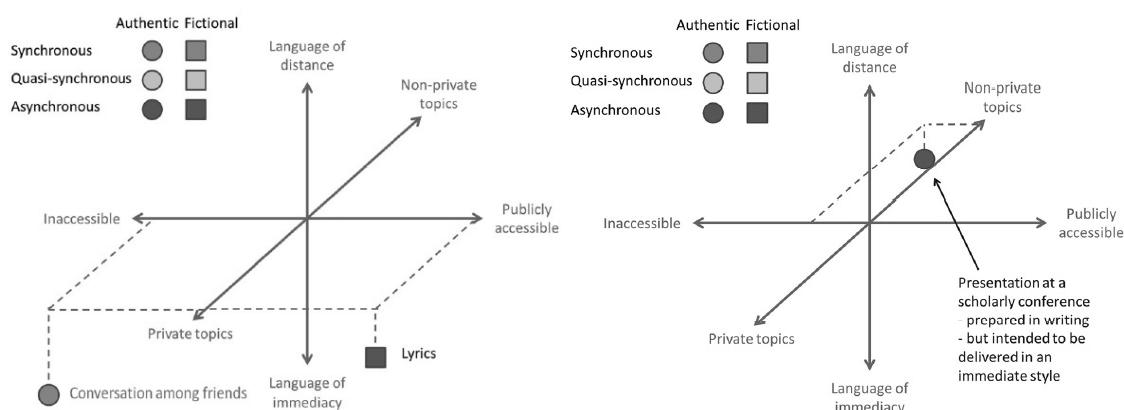 Authentic Fictional
Synchronous
Quasi-synchronous
Asynchronous
Language of
distance
Non-private
topics
Inaccessible
Publicly
accessible
Private topics
Lyrics
Conversation among friends
Language of
immediacy
Authentic Fictional
Synchronous
Quasi-synchronous
Asynchronous
Language of
distance
Non-private
topics
Inaccessible
Publicly
accessible
Presentation at a
scholarly conference
- prepared in writing
- but intended to be
delivered in an
immediate style
Private topics
Language of
immediacy